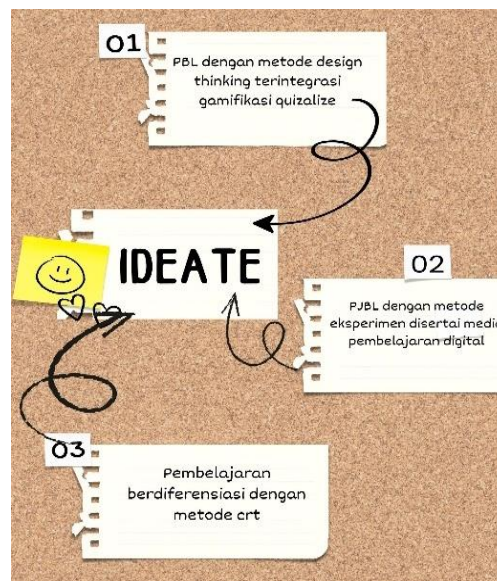 01
PBL dengan metode design
thinking terintegrasi
gamifikasi quizalize
IDEATE
02
PJBL dengan metode
eksperimen disertai media
pembelajaran digital
03
Pembelajaran
berdiferensiasi dengan
metode crt